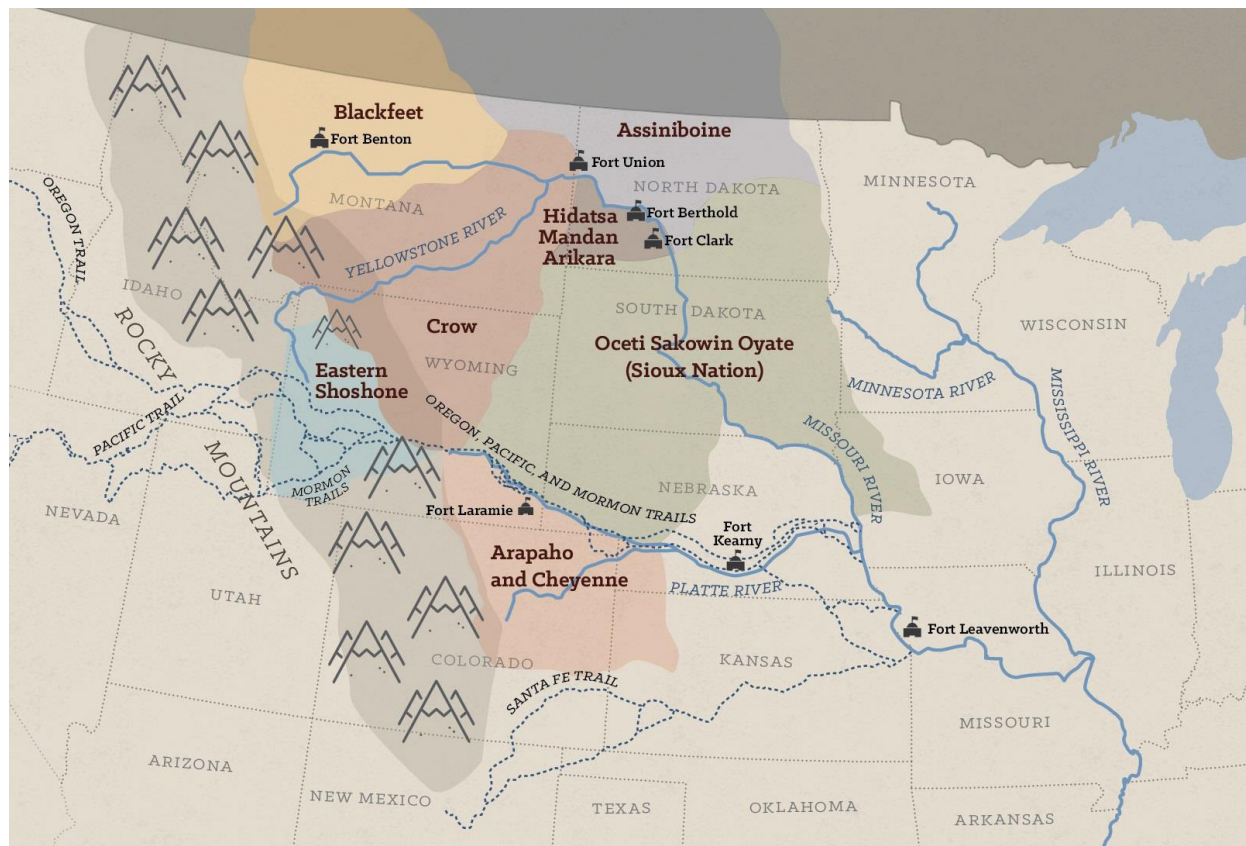 Blackfeet
Fort Benton
Assiniboine
Fort Union
NORTH DAKOTA
MINNESOTA
OREGON TRAIL
MONTANA
Hidatsa
Mandan
Arikara
Fort Berthold
Fort Clark
YELLOWSTONE RIVER
IDAHO
ROCKY
MOUNTAINS
Crow
WYOMING
SOUTH DAKOTA
Oceti Sakowin Oyate
(Sioux Nation)
WISCONSIN
Eastern
Shoshone
MINNESOTA RIVER
MISSISSIPPI RIVER
PACIFIC TRAIL
OREGON, PACIFIC, AND MORMON TRAILS
MISSOURI RIVER
MORMON
TRAILS
NEBRASKA
IOWA
NEVADA
Fort Laramie
Fort
Kearny
Arapaho
and Cheyenne
PLATTE RIVER
ILLINOIS
UTAH
Fort Leavenworth
COLORADO
KANSAS
SANTA FE TRAIL
MISSOURI
ARIZONA
NEW MEXICO
TEXAS
OKLAHOMA
ARKANSAS